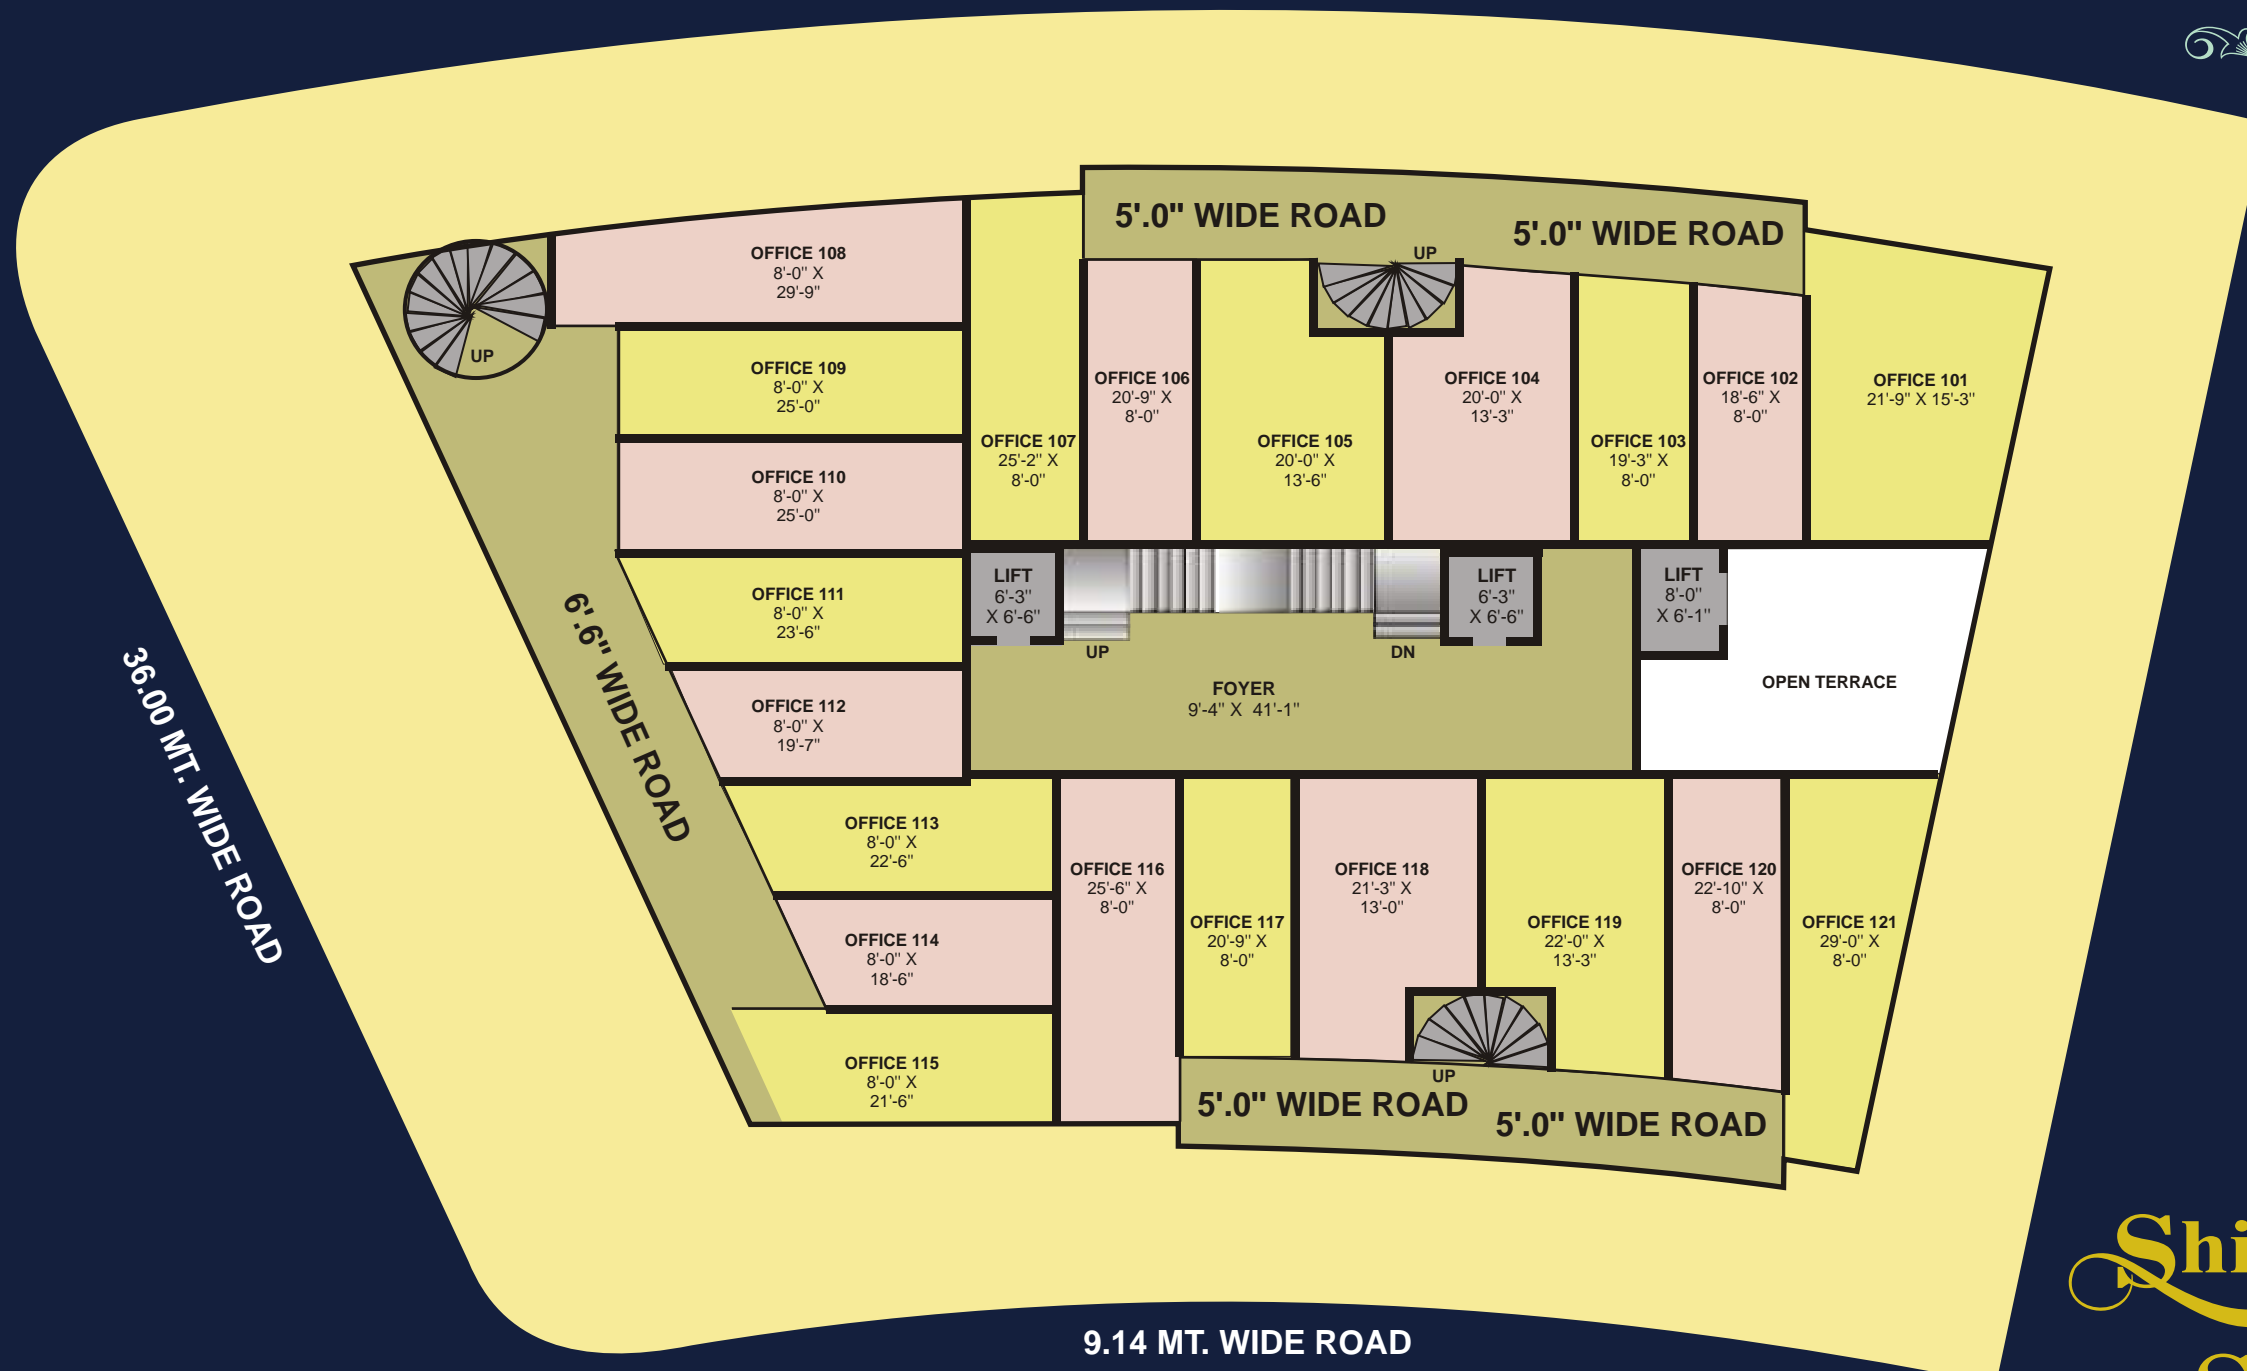 5'.0" WIDE ROAD
5'.0" WIDE ROAD
UP
OFFICE 108
8'-0" X
29'-9"
UP
OFFICE 109
8'-0" X
25'-0"
OFFICE 110
8'-0" X
25'-0"
OFFICE 107
25'-2" X
8'-0"
OFFICE 106
20'-9" X
8'-0"
OFFICE 105
20'-0" X
13'-6"
OFFICE 104
20'-0" X
13'-3"
OFFICE 103
19'-3" X
8'-0"
OFFICE 102
18'-6" X
8'-0"
OFFICE 101
21'-9" X 15'-3"
OFFICE 111
8'-0" X
23'-6"
LIFT
6'-3"
X 6'-6"
UP
DN
LIFT
6'-3"
X 6'-6"
LIFT
8'-0"
X 6'-1"
OPEN TERRACE
FOYER
9'-4" X 41'-1"
36.00 MT. WIDE ROAD
6'.6" WIDE ROAD
OFFICE 112
8'-0" X
19'-7"
OFFICE 113
8'-0" X
22'-6"
OFFICE 114
8'-0" X
18'-6"
OFFICE 115
8'-0" X
21'-6"
OFFICE 116
25'-6" X
8'-0"
OFFICE 117
20'-9" X
8'-0"
OFFICE 118
21'-3" X
13'-0"
OFFICE 119
22'-0" X
13'-3"
OFFICE 120
22'-10" X
8'-0"
OFFICE 121
29'-0" X
8'-0"
UP
5'.0" WIDE ROAD
5'.0" WIDE ROAD
Shi
9.14 MT. WIDE ROAD